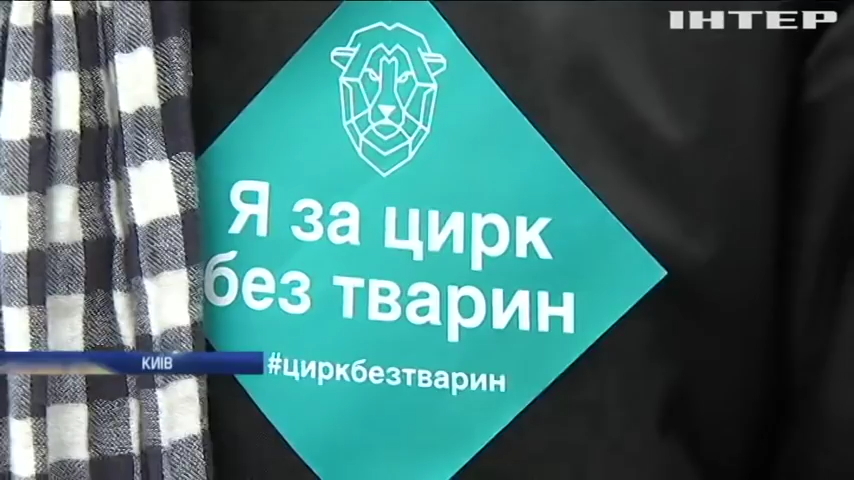 ІНТЕР
Я за цирк
без тварин
#циркбезтварин
КИЇВ